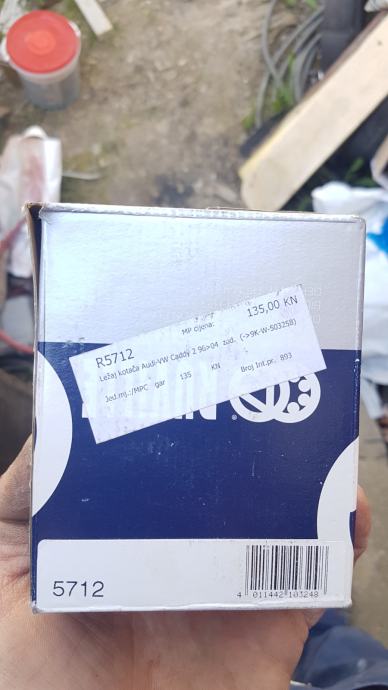 135,00 KN
MP cijena:
R5712
Ležaj kotača Audi-VW Caddy 2 96>04 zad. (->9K-W-503258)
Jed.mj.:/MPC gar 135 KN Broj Int.pr. 893
5712
4 011442 103248